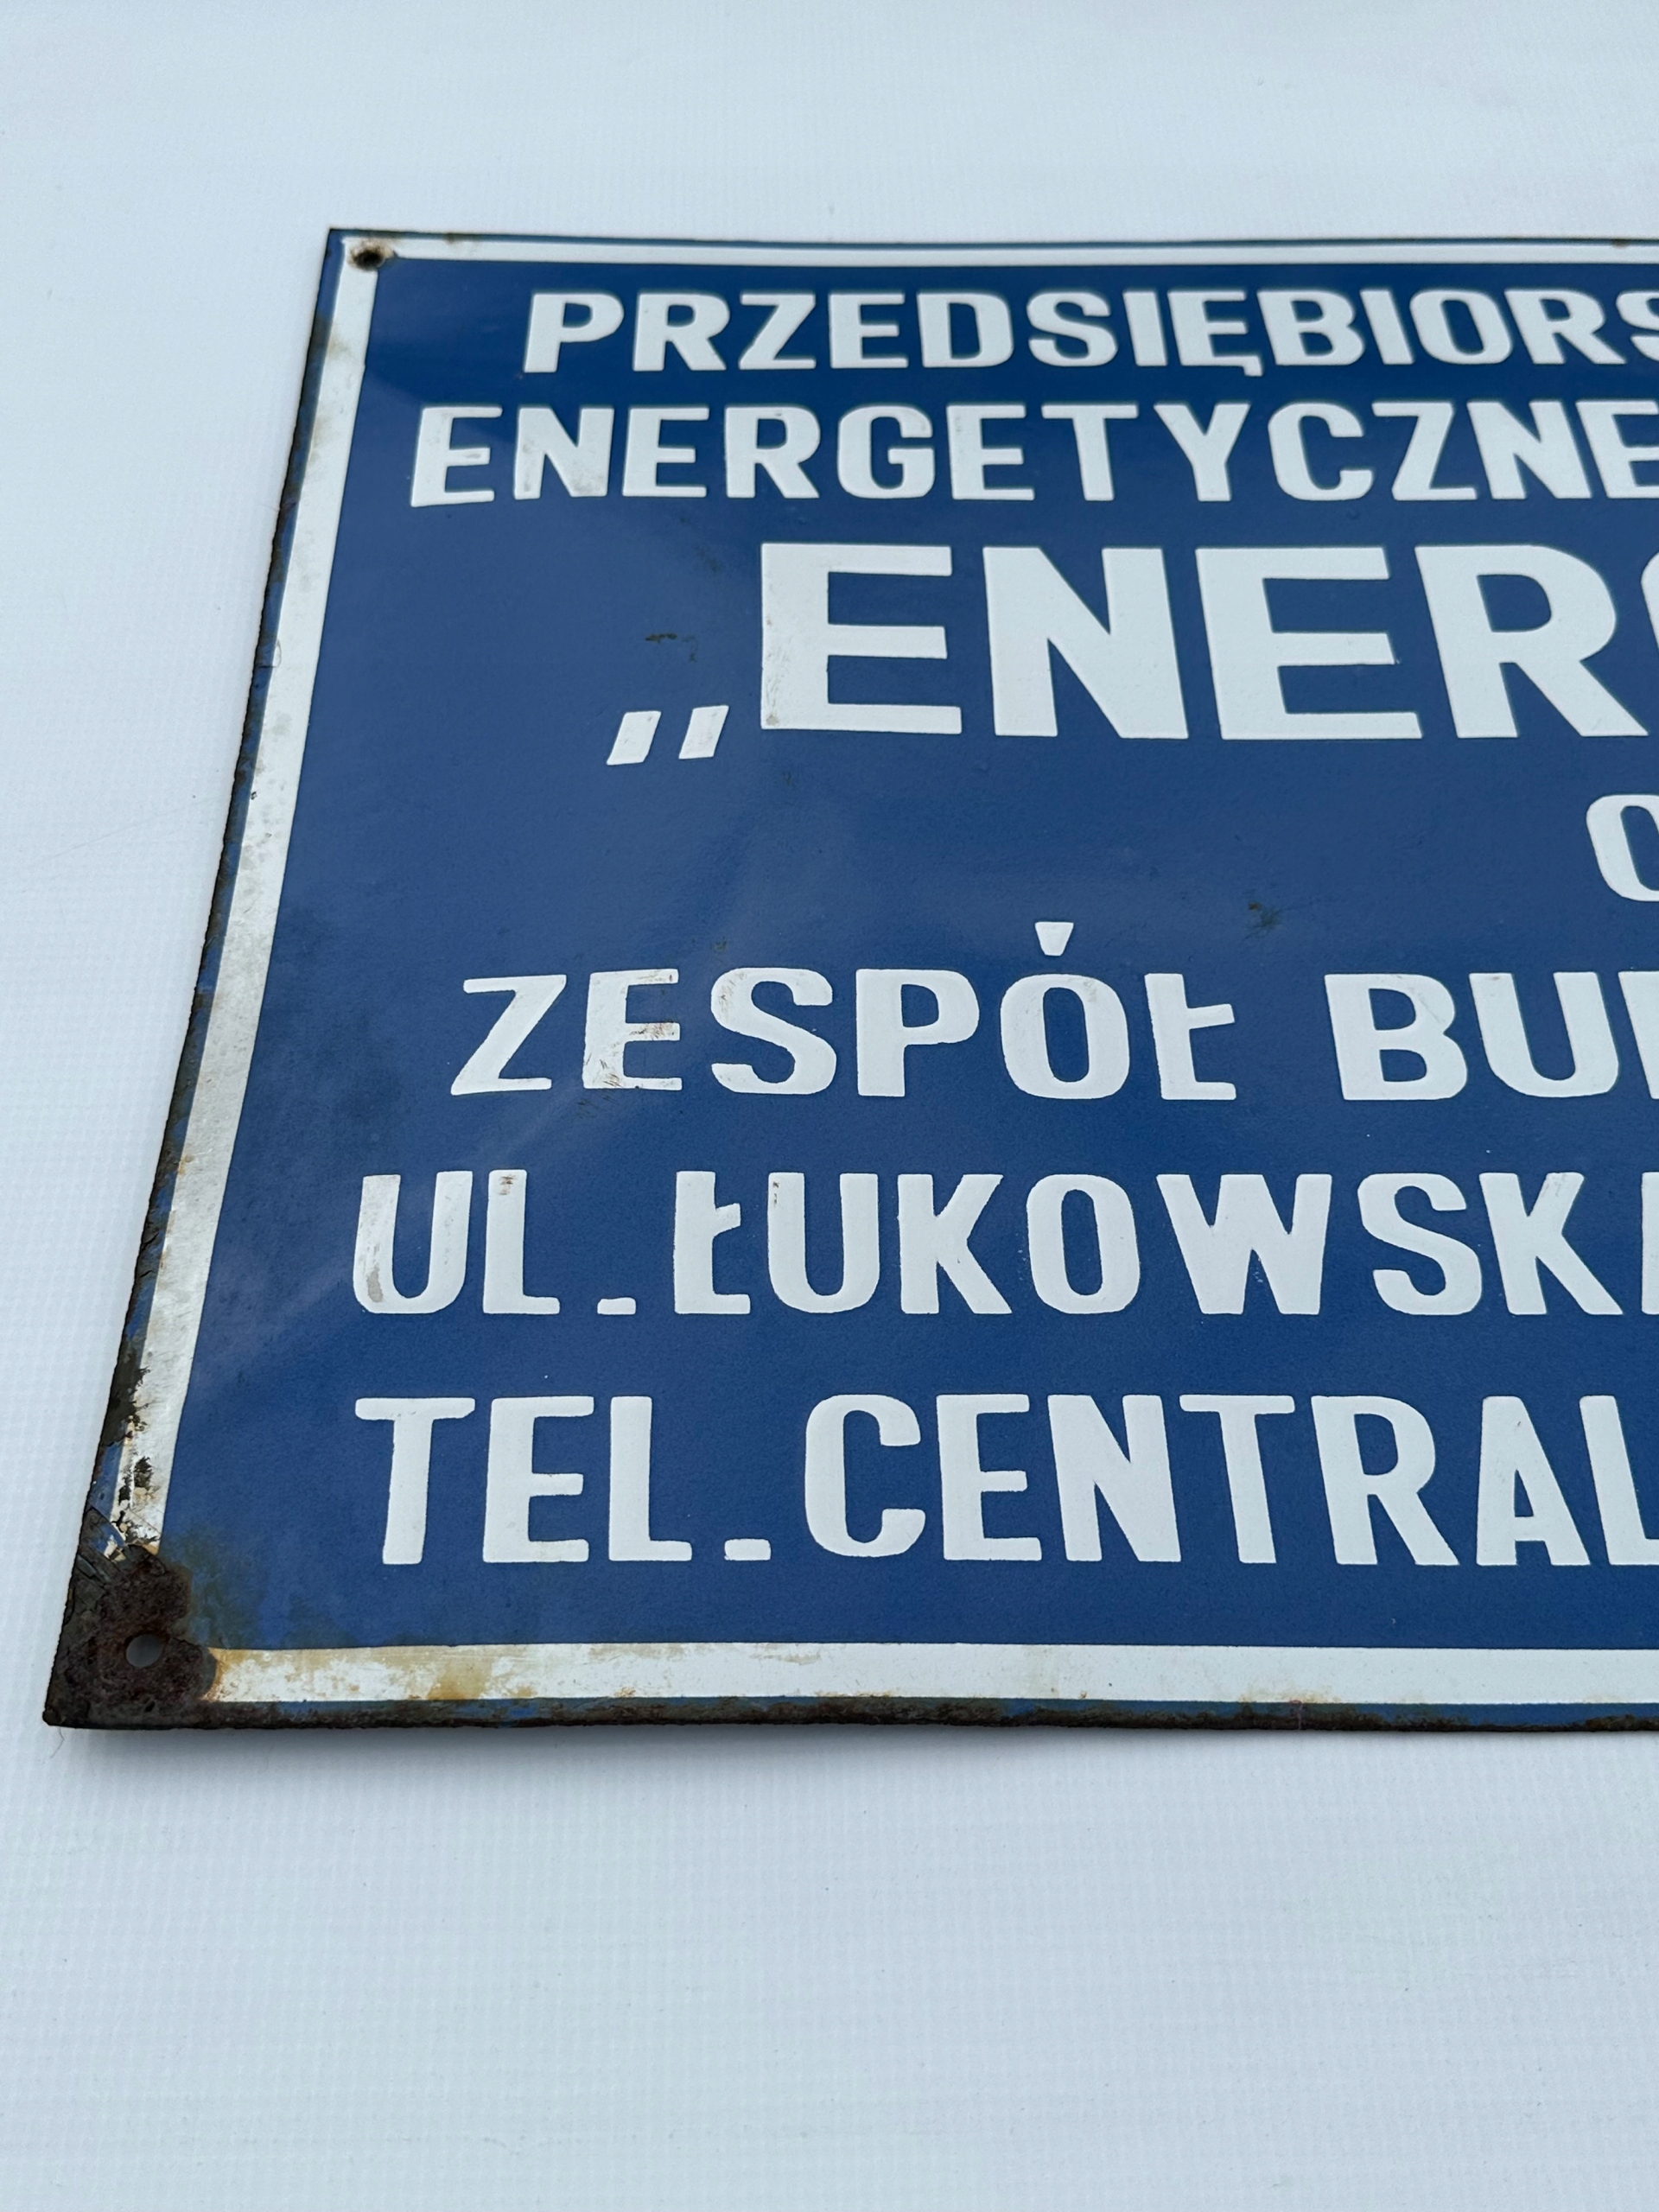 PRZEDSIĘBIORS
ENERGETYCZNE
„ENER
ZESPÓŁ BU
UL. ŁUKOWSK
TEL. CENTRAL